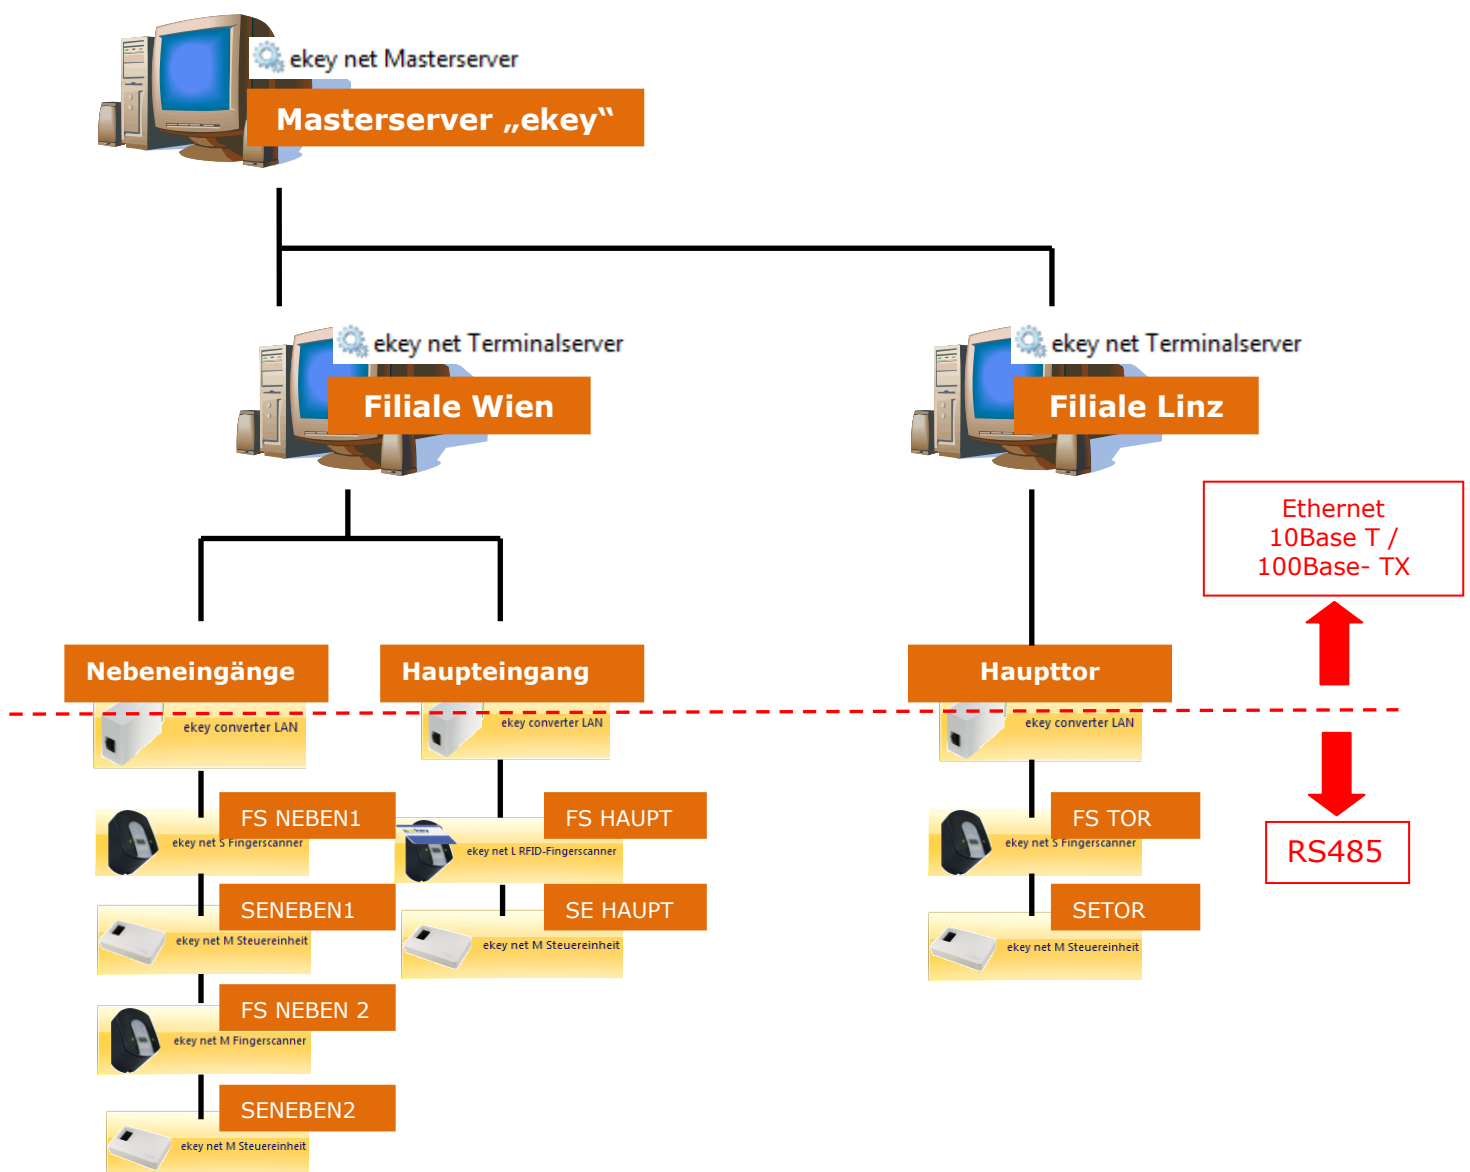 ekey net Masterserver
Masterserver „ekey“
ekey net Terminalserver
Filiale Wien
ekey net Terminalserver
Filiale Linz
Ethernet
10Base T /
100Base- TX
Nebeneingänge
Haupteingang
Haupttor
ekey converter LAN
ekey converter LAN
ekey converter LAN
FS NEBEN1
ekey net S Fingerscanner
FS HAUPT
ekey net L RFID-Fingerscanner
FS TOR
ekey net S Fingerscanner
RS485
SENEBEN1
ekey net M Steuereinheit
SE HAUPT
ekey net M Steuereinheit
SETOR
ekey net M Steuereinheit
FS NEBEN 2
ekey net M Fingerscanner
SENEBEN2
ekey net M Steuereinheit